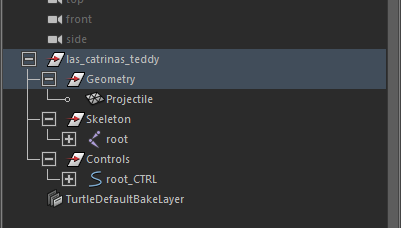 top
front
side
las_catrinas_teddy
Geometry
Projectile
Skeleton
root
Controls
root_CTRL
TurtleDefaultBakeLayer